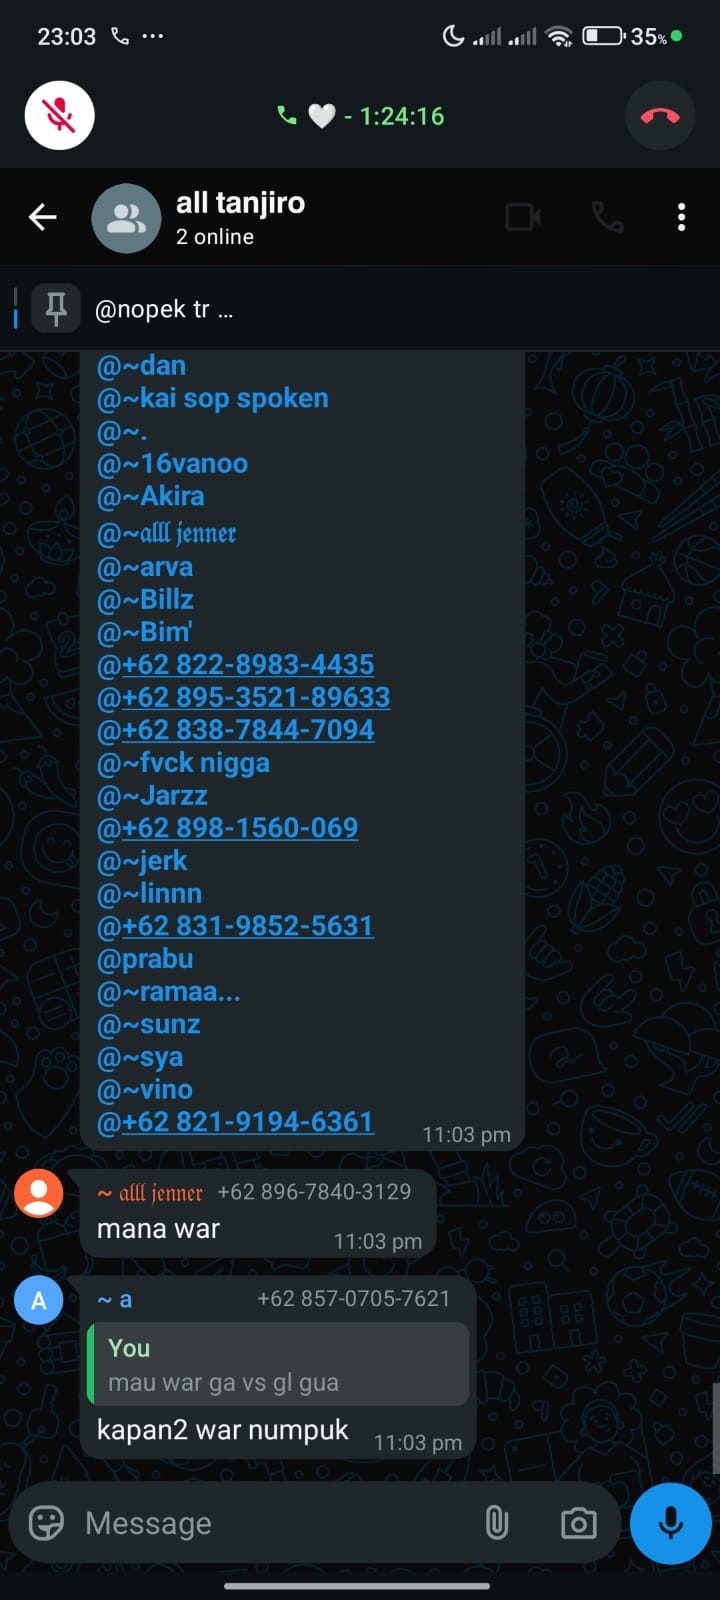 23:03
35%
🤍 - 1:24:16
all tanjiro
2 online
@nopek tr ...
@~dan
@~kai sop spoken
@~.
@~16vanoo
@~Akira
@~𝔞𝔩𝔩𝔩 𝔧𝔢𝔫𝔫𝔢𝔯
@~arva
@~Billz
@~Bim'
@+62 822-8983-4435
@+62 895-3521-89633
@+62 838-7844-7094
@~fvck nigga
@~Jarzz
@+62 898-1560-069
@~jerk
@~linnn
@+62 831-9852-5631
@prabu
@~ramaa...
@~sunz
@~sya
@~vino
@+62 821-9194-6361
11:03 pm
~ 𝔞𝔩𝔩𝔩 𝔧𝔢𝔫𝔫𝔢𝔯 +62 896-7840-3129
mana war
11:03 pm
A
~ a +62 857-0705-7621
You
mau war ga vs gl gua
kapan2 war numpuk
11:03 pm
Message